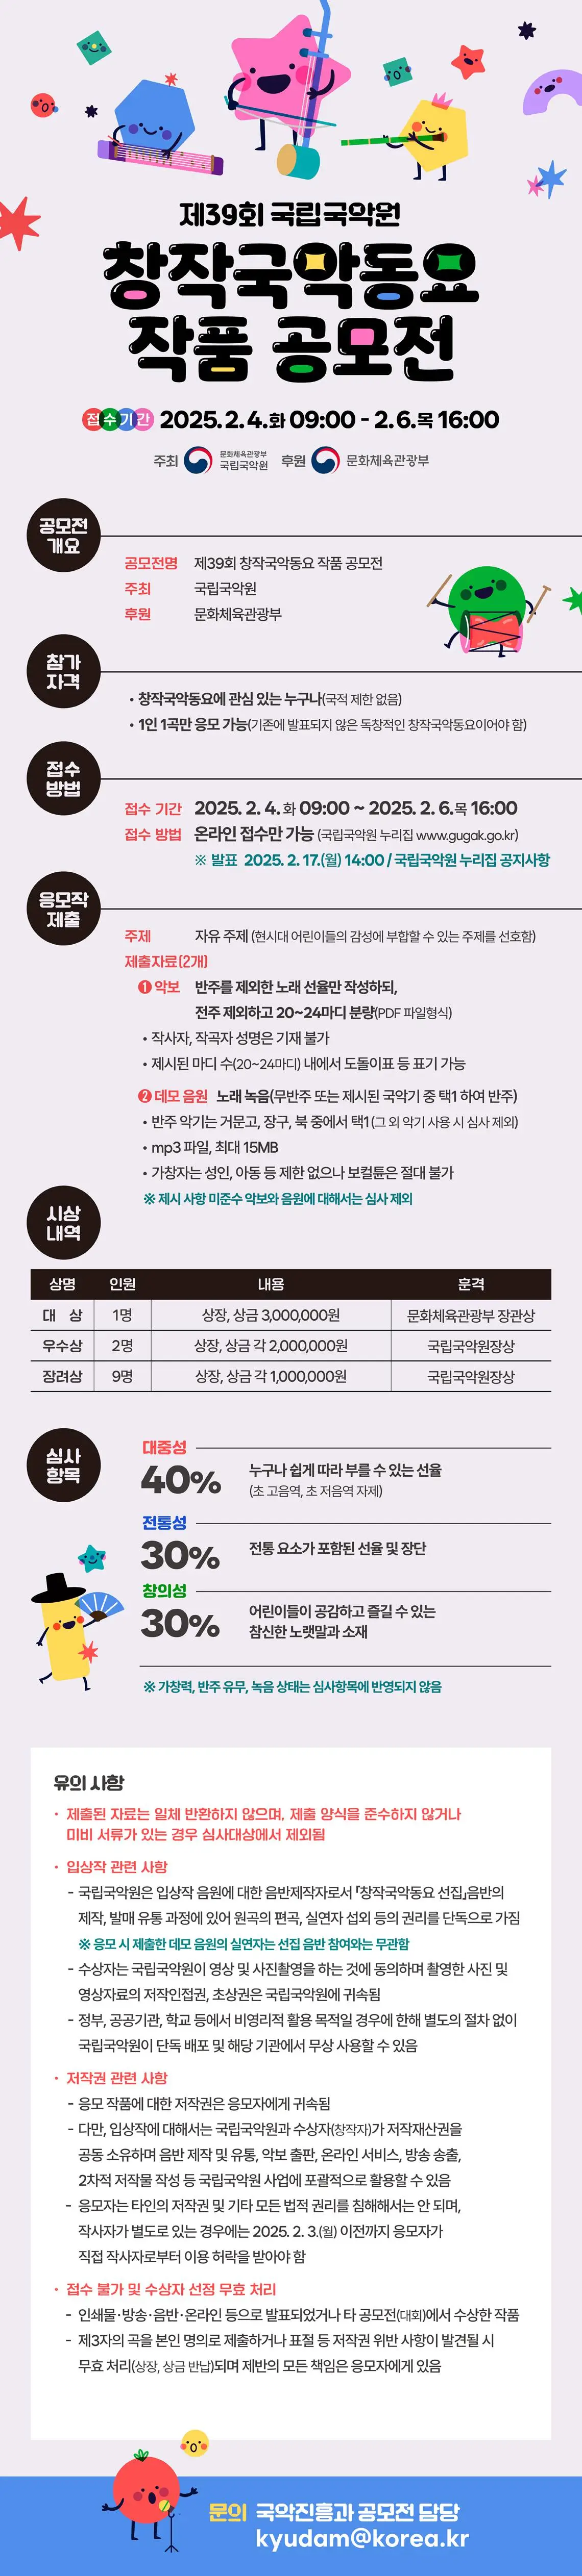 제39회 국립국악원
창작국악동요
작품 공모전
접수기간 2025. 2. 4. 화 09:00 - 2. 6. 목 16:00
주최 문화체육관광부 국립국악원 후원 문화체육관광부
공모전
개요
공모전명 제39회 창작국악동요 작품 공모전
주최 국립국악원
후원 문화체육관광부
참가
자격
• 창작국악동요에 관심 있는 누구나(국적 제한 없음)
• 1인 1곡만 응모 가능(기존에 발표되지 않은 독창적인 창작국악동요이어야 함)
접수
방법
접수 기간 2025. 2. 4. 화 09:00 ~ 2025. 2. 6. 목 16:00
접수 방법 온라인 접수만 가능 (국립국악원 누리집 www.gugak.go.kr)
※ 발표 2025. 2. 17.(월) 14:00 / 국립국악원 누리집 공지사항
응모작
제출
주제 자유 주제 (현시대 어린이들의 감성에 부합할 수 있는 주제를 선호함)
제출자료(2개)
❶ 악보 반주를 제외한 노래 선율만 작성하되,
전주 제외하고 20~24마디 분량(PDF 파일형식)
• 작사자, 작곡자 성명은 기재 불가
• 제시된 마디 수(20~24마디) 내에서 도돌이표 등 표기 가능
❷ 데모 음원 노래 녹음(무반주 또는 제시된 국악기 중 택1 하여 반주)
• 반주 악기는 거문고, 장구, 북 중에서 택1 (그 외 악기 사용 시 심사 제외)
• mp3 파일, 최대 15MB
• 가창자는 성인, 아동 등 제한 없으나 보컬튠은 절대 불가
※ 제시 사항 미준수 악보와 음원에 대해서는 심사 제외
시상
내역
상명 인원 내용 훈격
대 상 1명 상장, 상금 3,000,000원 문화체육관광부 장관상
우수상 2명 상장, 상금 각 2,000,000원 국립국악원장상
장려상 9명 상장, 상금 각 1,000,000원 국립국악원장상
심사
항목
대중성
40% 누구나 쉽게 따라 부를 수 있는 선율
(초 고음역, 초 저음역 자제)
전통성
30% 전통 요소가 포함된 선율 및 장단
창의성
30% 어린이들이 공감하고 즐길 수 있는
참신한 노랫말과 소재
※ 가창력, 반주 유무, 녹음 상태는 심사항목에 반영되지 않음
유의 사항
• 제출된 자료는 일체 반환하지 않으며, 제출 양식을 준수하지 않거나
미비 서류가 있는 경우 심사대상에서 제외됨
• 입상작 관련 사항
- 국립국악원은 입상작 음원에 대한 음반제작자로서 「창작국악동요 선집」음반의
제작, 발매 유통 과정에 있어 원곡의 편곡, 실연자 섭외 등의 권리를 단독으로 가짐
※ 응모 시 제출한 데모 음원의 실연자는 선집 음반 참여와는 무관함
- 수상자는 국립국악원이 영상 및 사진촬영을 하는 것에 동의하며 촬영한 사진 및
영상자료의 저작인접권, 초상권은 국립국악원에 귀속됨
- 정부, 공공기관, 학교 등에서 비영리적 활용 목적일 경우에 한해 별도의 절차 없이
국립국악원이 단독 배포 및 해당 기관에서 무상 사용할 수 있음
• 저작권 관련 사항
- 응모 작품에 대한 저작권은 응모자에게 귀속됨
- 다만, 입상작에 대해서는 국립국악원과 수상자(창작자)가 저작재산권을
공동 소유하며 음반 제작 및 유통, 악보 출판, 온라인 서비스, 방송 송출,
2차적 저작물 작성 등 국립국악원 사업에 포괄적으로 활용할 수 있음
- 응모자는 타인의 저작권 및 기타 모든 법적 권리를 침해해서는 안 되며,
작사자가 별도로 있는 경우에는 2025. 2. 3.(월) 이전까지 응모자가
직접 작사자로부터 이용 허락을 받아야 함
• 접수 불가 및 수상자 선정 무효 처리
- 인쇄물·방송·음반·온라인 등으로 발표되었거나 타 공모전(대회)에서 수상한 작품
- 제3자의 곡을 본인 명의로 제출하거나 표절 등 저작권 위반 사항이 발견될 시
무효 처리(상장, 상금 반납)되며 제반의 모든 책임은 응모자에게 있음
문의 국악진흥과 공모전 담당
kyudam@korea.kr